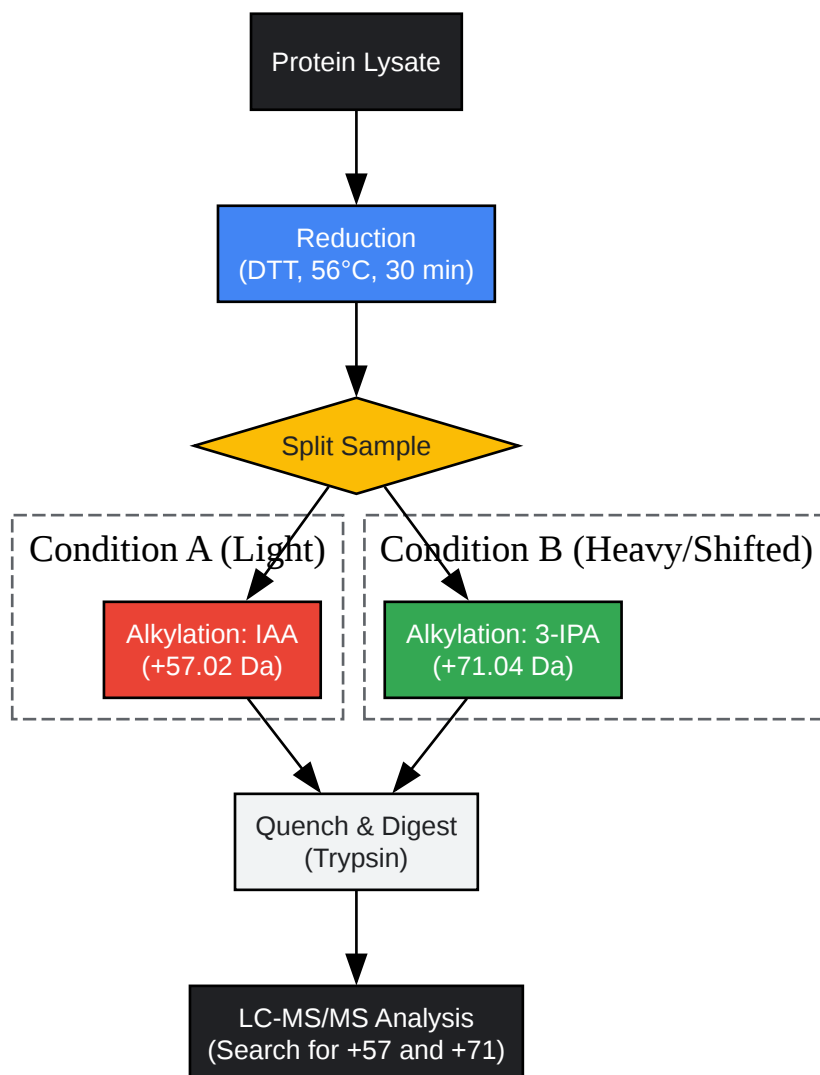 Protein Lysate
Reduction
(DTT, 56°C, 30 min)
Split Sample
Condition A (Light)
Condition B (Heavy/Shifted)
Alkylation: IAA
(+57.02 Da)
Alkylation: 3-IPA
(+71.04 Da)
Quench & Digest
(Trypsin)
LC-MS/MS Analysis
(Search for +57 and +71)